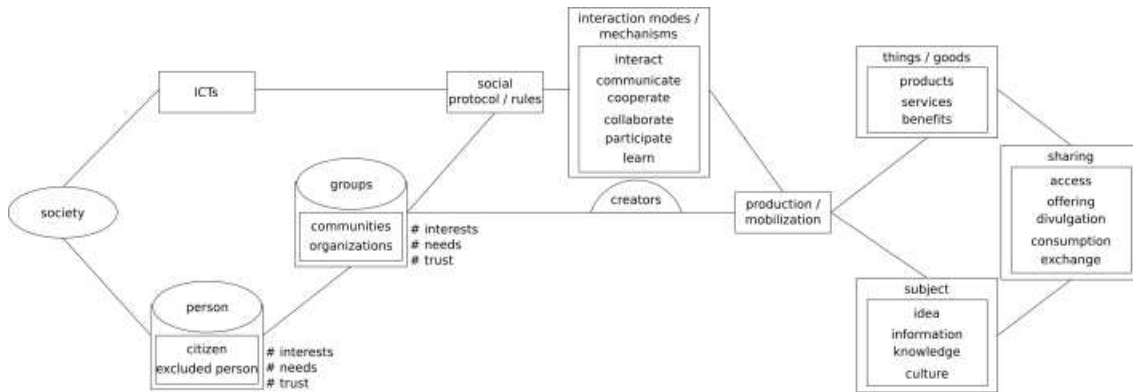 society
ICTs
person
citizen
excluded person
# interests
# needs
# trust
groups
communities
organizations
# interests
# needs
# trust
social
protocol / rules
interaction modes /
mechanisms
interact
communicate
cooperate
collaborate
participate
learn
creators
production /
mobilization
things / goods
products
services
benefits
subject
idea
information
knowledge
culture
sharing
access
offering
divulgation
consumption
exchange